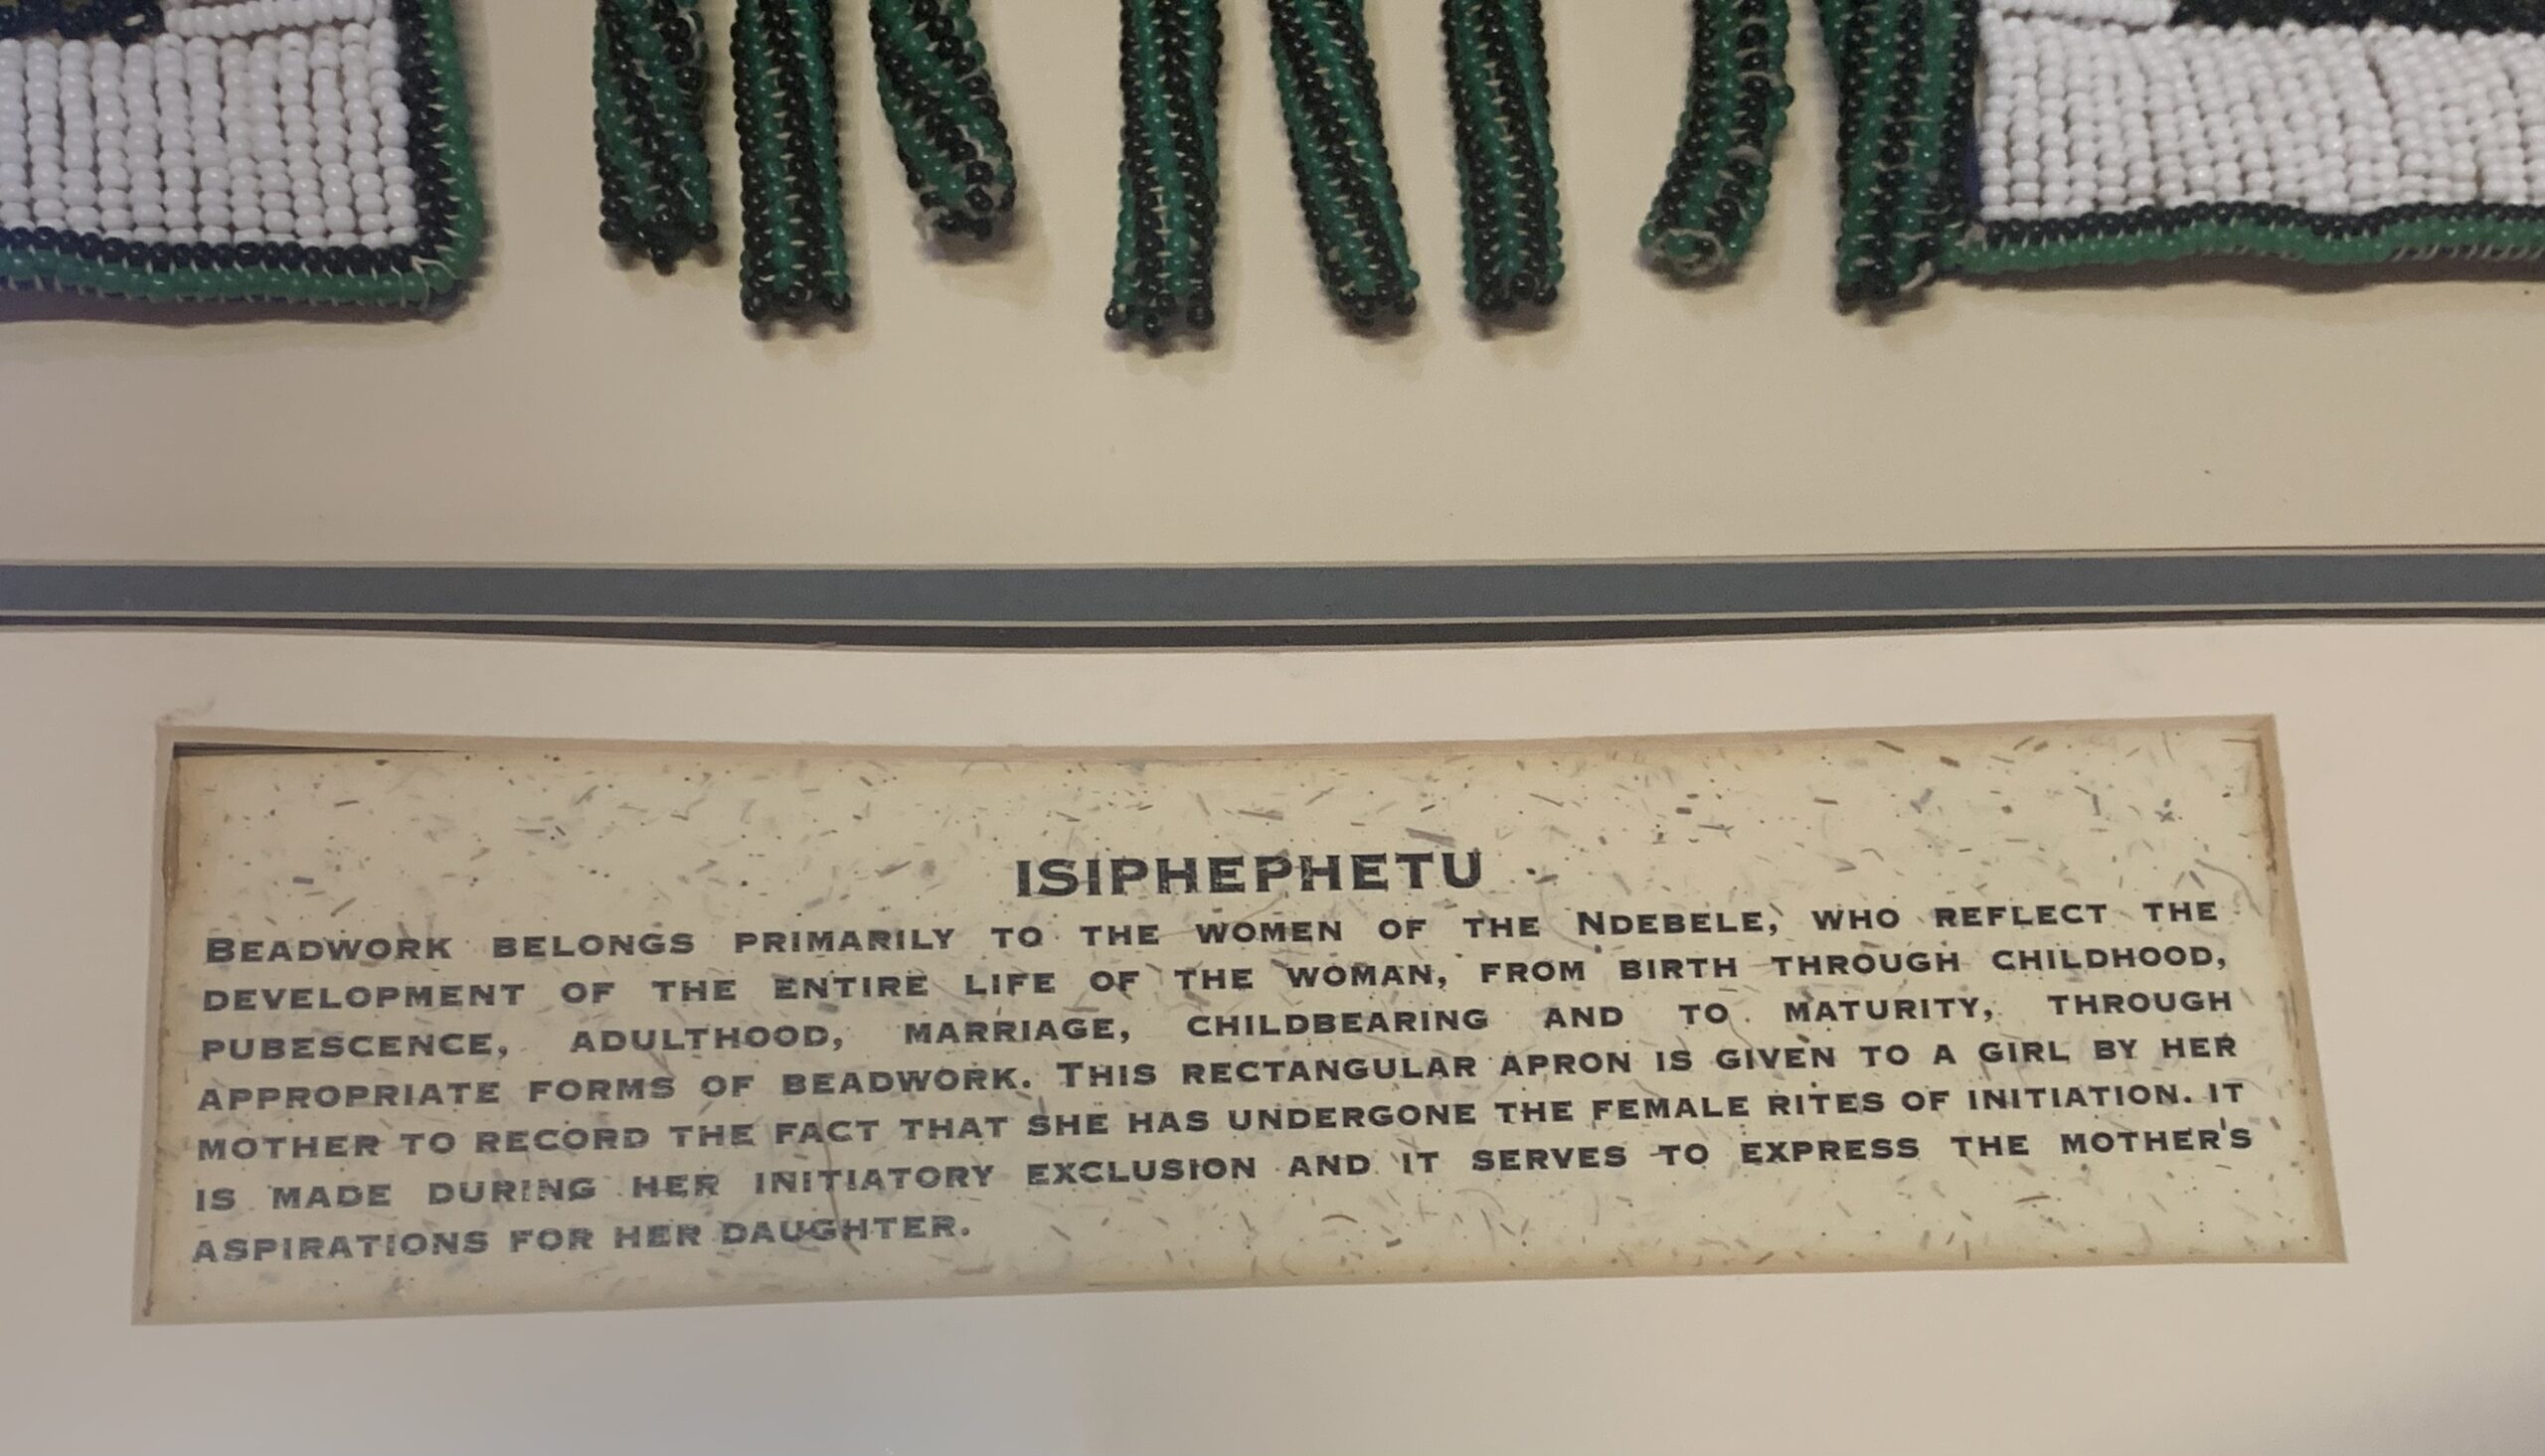 ISIPHEPHETU
BEADWORK BELONGS PRIMARILY TO THE WOMEN OF THE NDEBELE, WHO REFLECT THE
DEVELOPMENT OF THE ENTIRE LIFE OF THE WOMAN, FROM BIRTH THROUGH CHILDHOOD,
PUBESCENCE, ADULTHOOD, MARRIAGE, CHILDBEARING AND TO MATURITY, THROUGH
APPROPRIATE FORMS OF BEADWORK. THIS RECTANGULAR APRON IS GIVEN TO A GIRL BY HER
MOTHER TO RECORD THE FACT THAT SHE HAS UNDERGONE THE FEMALE RITES OF INITIATION. IT
IS MADE DURING HER INITIATORY EXCLUSION AND IT SERVES TO EXPRESS THE MOTHER'S
ASPIRATIONS FOR HER DAUGHTER.